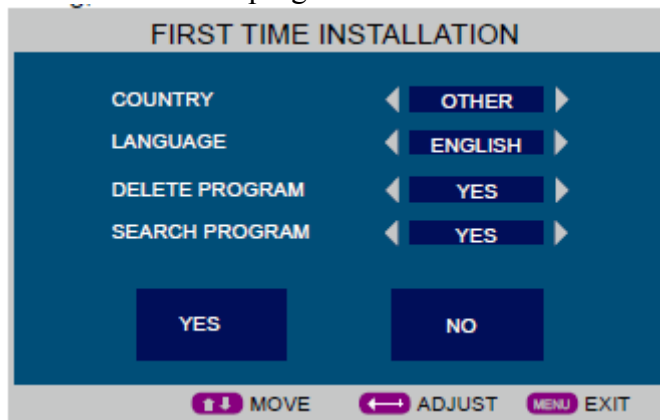 FIRST TIME INSTALLATION
COUNTRY OTHER
LANGUAGE ENGLISH
DELETE PROGRAM YES
SEARCH PROGRAM YES
YES NO
MOVE ADJUST MENU EXIT